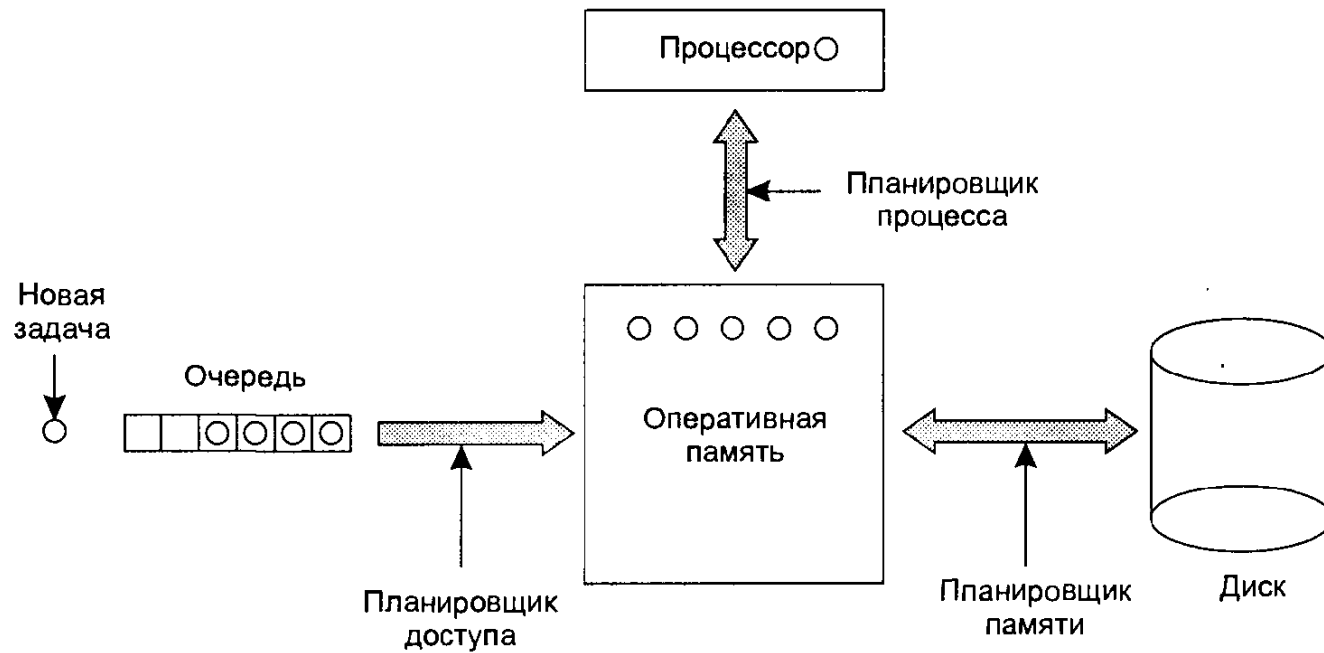 Процессор
Планировщик
процесса
Новая
задача
Очередь
Оперативная
память
Планировщик
доступа
Планировщик
памяти
Диск